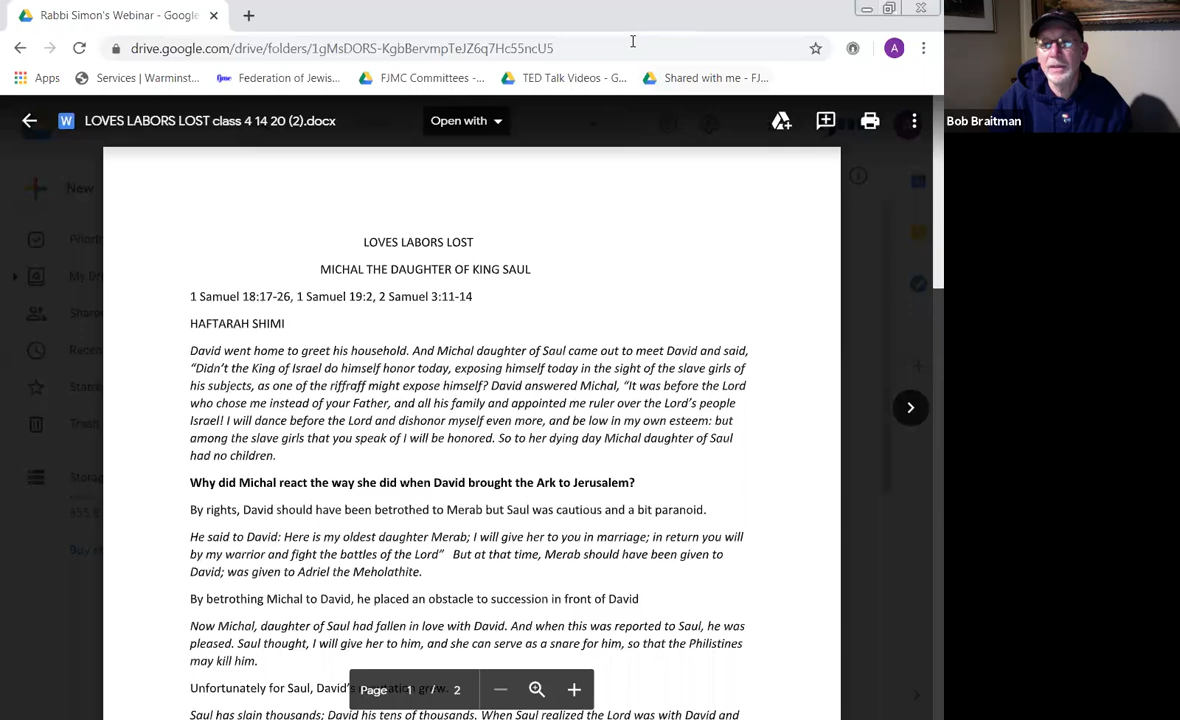 Rabbi Simon's Webinar - Google
drive.google.com/drive/folders/1gMsDORS-KgbBervmpTeJZ6q7Hc55ncU5
A
Apps
Services | Warminst...
Federation of Jewis...
FJMC Committees -...
TED Talk Videos - G...
Shared with me - FJ...
LOVES LABORS LOST class 4 14 20 (2).docx
Open with
Bob Braitman
New
LOVES LABORS LOST
MICHAL THE DAUGHTER OF KING SAUL
1 Samuel 18:17-26, 1 Samuel 19:2, 2 Samuel 3:11-14
HAFTARAH SHIMI
David went home to greet his household. And Michal daughter of Saul came out to meet David and said,
“Didn’t the King of Israel do himself honor today, exposing himself today in the sight of the slave girls of
his subjects, as one of the riffraff might expose himself? David answered Michal, “It was before the Lord
who chose me instead of your Father, and all his family and appointed me ruler over the Lord’s people
Israel! I will dance before the Lord and dishonor myself even more, and be low in my own esteem: but
among the slave girls that you speak of I will be honored. So to her dying day Michal daughter of Saul
had no children.
Why did Michal react the way she did when David brought the Ark to Jerusalem?
By rights, David should have been betrothed to Merab but Saul was cautious and a bit paranoid.
He said to David: Here is my oldest daughter Merab; I will give her to you in marriage; in return you will
by my warrior and fight the battles of the Lord” But at that time, Merab should have been given to
David; was given to Adriel the Meholathite.
By betrothing Michal to David, he placed an obstacle to succession in front of David
Now Michal, daughter of Saul had fallen in love with David. And when this was reported to Saul, he was
pleased. Saul thought, I will give her to him, and she can serve as a snare for him, so that the Philistines
may kill him.
Unfortunately for Saul, David’s
Page 1 / 2
Saul has slain thousands; David his tens of thousands. When Saul realized the Lord was with David and